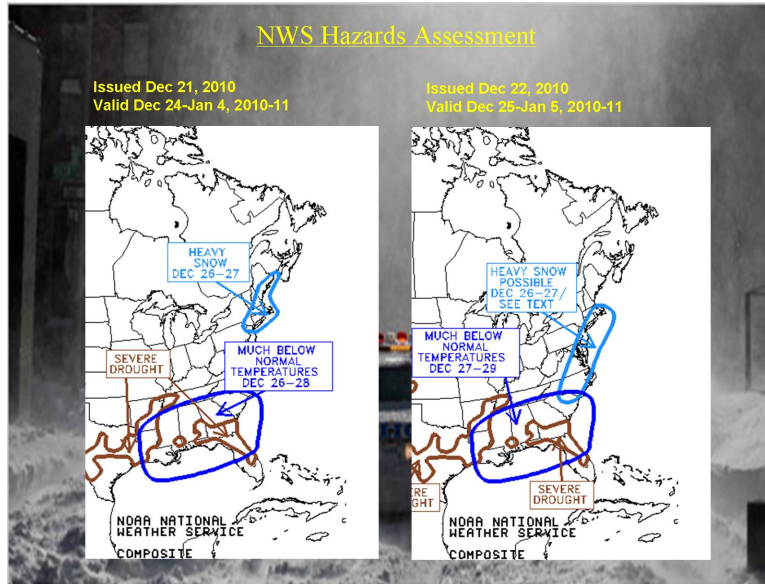 NWS Hazards Assessment
Issued Dec 21, 2010
Valid Dec 24-Jan 4, 2010-11
HEAVY
SNOW
DEC 26-27
SEVERE
DROUGHT
MUCH BELOW
NORMAL
TEMPERATURES
DEC 26-28
NOAA NATIONAL
WEATHER SERVICE
COMPOSITE
Issued Dec 22, 2010
Valid Dec 25-Jan 5, 2010-11
HEAVY SNOW
POSSIBLE
DEC 26-27/
SEE TEXT
MUCH BELOW
NORMAL
TEMPERATURES
DEC 27-29
ERE
GHT
SEVERE
DROUGHT
NOAA NATIONAL
WEATHER SERVICE
COMPOSITE